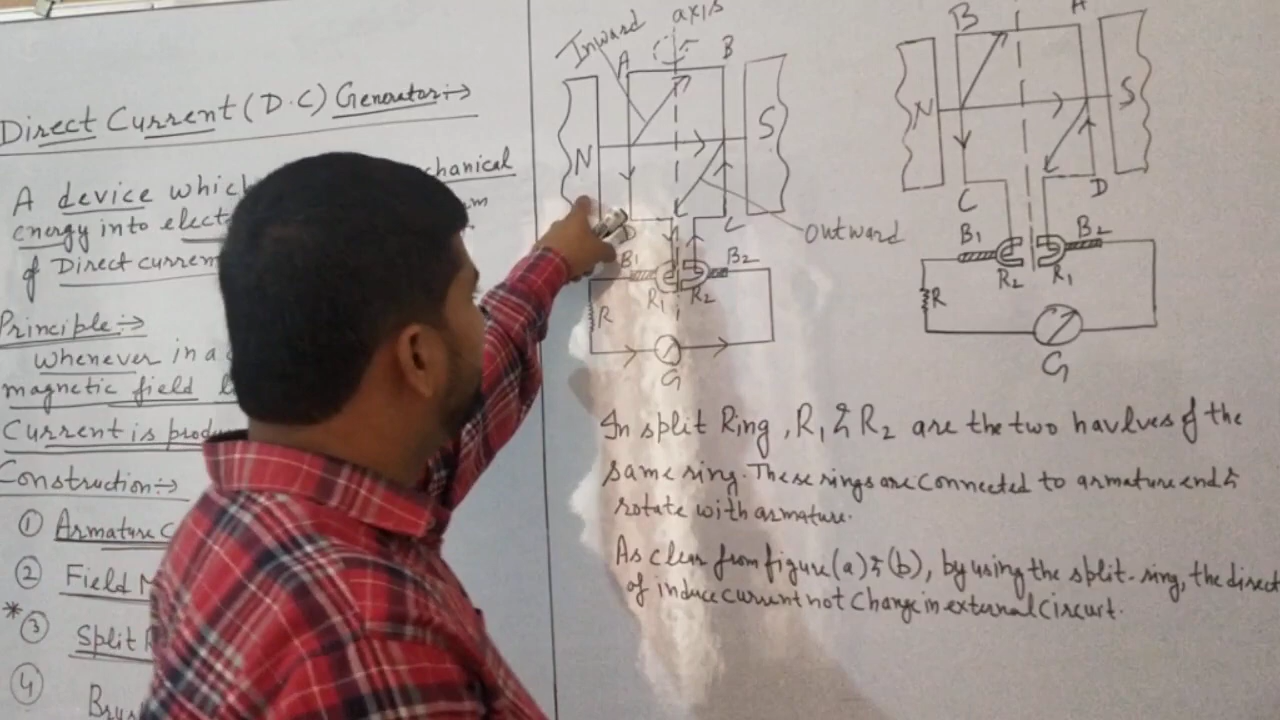 Direct Current (D.C) Generator:→
A device which chanical
energy into elect m
of Direct curren
Principle:→
Whenever in a
magnetic field
Current is prod
Construction:→
① Armature C
② Field M
* ③ Split R
④ Brus
Inward axis
A B
N S
D C
outward
B1 B2
R1 R2
R
G
B A
N S
C D
B1 B2
R2 R1
R
G
In split Ring, R1 & R2 are the two havlves of the
same ring. These rings are connected to armature end &
rotate with armature.
As clear from figure (a) & (b), by using the split-ring, the direct
of induce current not Change in external circuit.